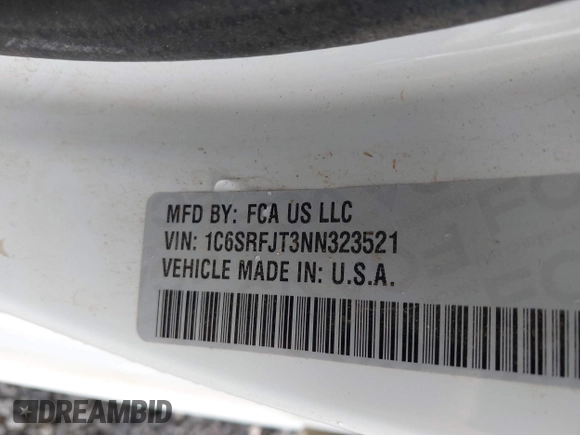 MFD BY: FCA US LLC
VIN: 1C6SRFJT3NN323521
VEHICLE MADE IN: U.S.A.
DREAMBID